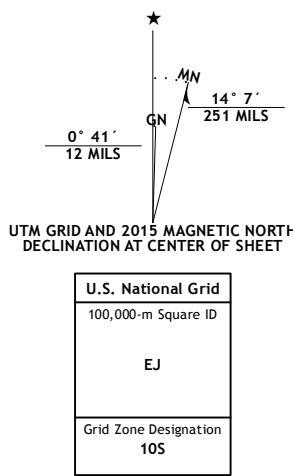 MN
GN
14° 7´
251 MILS
0° 41´
12 MILS
UTM GRID AND 2015 MAGNETIC NORTH
DECLINATION AT CENTER OF SHEET
U.S. National Grid
100,000-m Square ID
EJ
Grid Zone Designation
10S